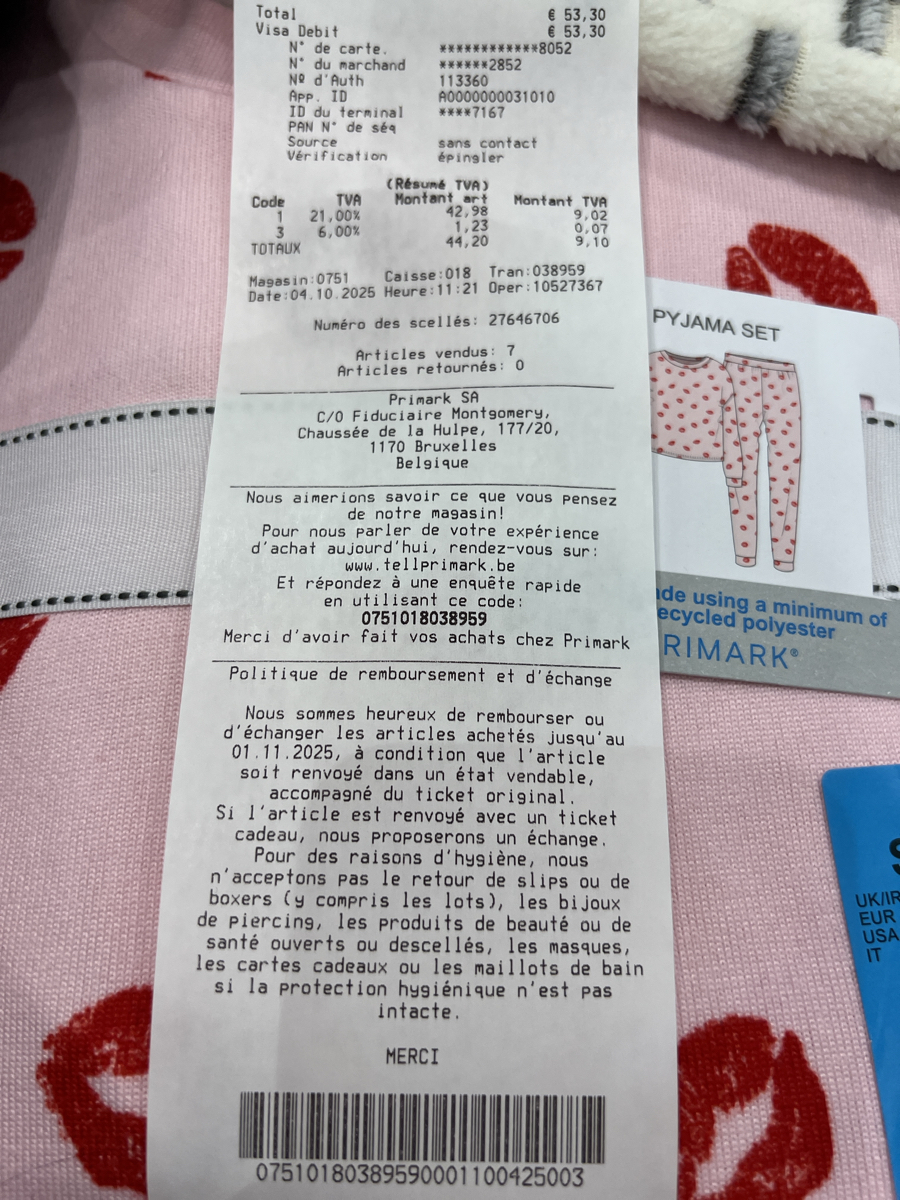 Total € 53,30
Visa Debit € 53,30
N° de carte. ************8052
N° du marchand ******2852
Nº d'Auth 113360
App. ID A0000000031010
ID du terminal ****7167
PAN N° de séq
Source sans contact
Vérification épingler
(Résumé TVA)
Code TVA Montant art Montant TVA
1 21,00% 42,98 9,02
3 6,00% 1,23 0,07
TOTAUX 44,20 9,10
Magasin:0751 Caisse:018 Tran:038959
Date:04.10.2025 Heure:11:21 Oper:10527367
Numéro des scellés: 27646706
Articles vendus: 7
Articles retournés: 0
Primark SA
C/O Fiduciaire Montgomery,
Chaussée de la Hulpe, 177/20,
1170 Bruxelles
Belgique
Nous aimerions savoir ce que vous pensez
de notre magasin!
Pour nous parler de votre expérience
d'achat aujourd'hui, rendez-vous sur:
www.tellprimark.be
Et répondez à une enquête rapide
en utilisant ce code:
0751018038959
Merci d'avoir fait vos achats chez Primark
Politique de remboursement et d'échange
Nous sommes heureux de rembourser ou
d'échanger les articles achetés jusqu'au
01.11.2025, à condition que l'article
soit renvoyé dans un état vendable,
accompagné du ticket original.
Si l'article est renvoyé avec un ticket
cadeau, nous proposerons un échange.
Pour des raisons d'hygiène, nous
n'acceptons pas le retour de slips ou de
boxers (y compris les lots), les bijoux
de piercing, les produits de beauté ou de
santé ouverts ou descellés, les masques,
les cartes cadeaux ou les maillots de bain
si la protection hygiénique n'est pas
intacte.
MERCI
07510180389590001100425003
PYJAMA SET
de using a minimum of
ecycled polyester
RIMARK®
S
UK/IR
EUR
USA
IT